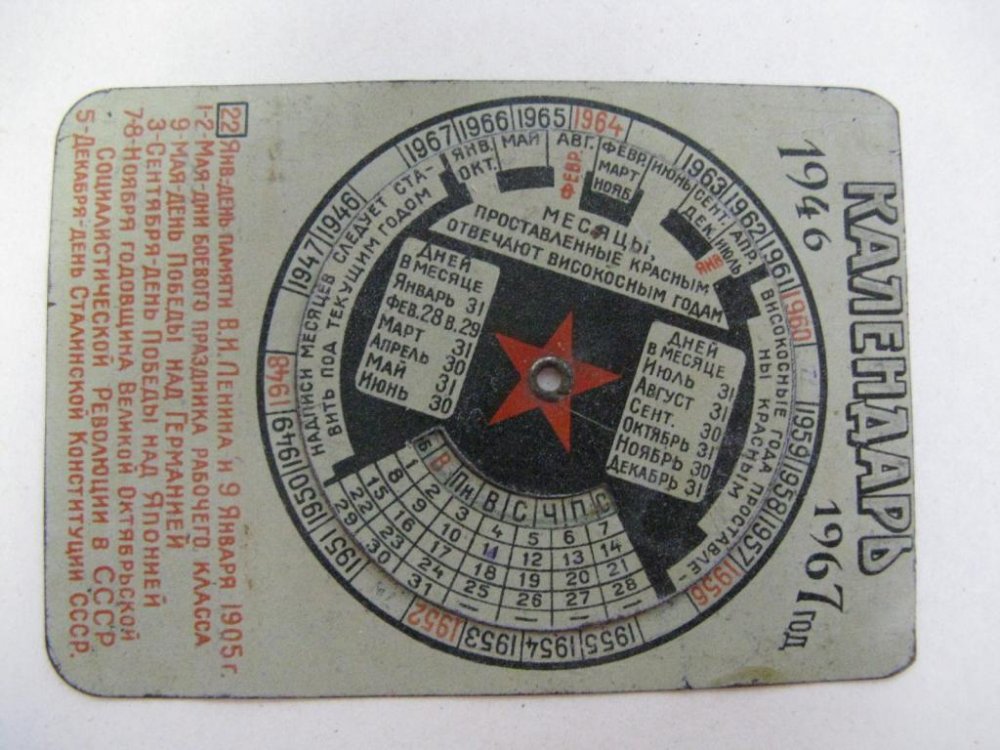 КАЛЕНДАРЬ
1946 1967 ГОД
1946 1947 1948 1949 1950 1951 1952 1953 1954 1955 1956 1957 1958 1959 1960 1961 1962 1963 1964 1965 1966 1967
ЯНВ. ОКТ.
МАЙ
АВГ.
ФЕВР.
ФЕВР. МАРТ НОЯБ.
ИЮНЬ
СЕНТ. ДЕК.
ЯНВ.
АПР. ИЮЛЬ
МЕСЯЦЫ,
ПРОСТАВЛЕННЫЕ КРАСНЫМ
ОТВЕЧАЮТ ВИСОКОСНЫМ ГОДАМ
НАДПИСИ МЕСЯЦЕВ СЛЕДУЕТ СТА-
ВИТЬ ПОД ТЕКУЩИМ ГОДОМ
ВИСОКОСНЫЕ ГОДА ПРОСТАВЛЕ-
НЫ КРАСНЫМ
ДНЕЙ
В МЕСЯЦЕ
ЯНВАРЬ 31
ФЕВ. 28 В. 29
МАРТ 31
АПРЕЛЬ 30
МАЙ 31
ИЮНЬ 30
ДНЕЙ
В МЕСЯЦЕ
ИЮЛЬ 31
АВГУСТ 31
СЕНТ. 30
ОКТЯБРЬ 31
НОЯБРЬ 30
ДЕКАБРЬ 31
В ПН В С Ч П С
1 2 3 4 5 6 7
8 9 10 11 12 13 14
15 16 17 18 19 20 21
22 23 24 25 26 27 28
29 30 31 — — — —
22 ЯНВ.-ДЕНЬ ПАМЯТИ В.И.ЛЕНИНА И 9 ЯНВАРЯ 1905 г.
1-2-МАЯ-ДНИ БОЕВОГО ПРАЗДНИКА РАБОЧЕГО КЛАССА
9-МАЯ-ДЕНЬ ПОБЕДЫ НАД ГЕРМАНИЕЙ
3-СЕНТЯБРЯ-ДЕНЬ ПОБЕДЫ НАД ЯПОНИЕЙ
7-8-НОЯБРЯ ГОДОВЩИНА ВЕЛИКОЙ ОКТЯБРЬСКОЙ
СОЦИАЛИСТИЧЕСКОЙ РЕВОЛЮЦИИ В СССР
5-ДЕКАБРЯ-ДЕНЬ СТАЛИНСКОЙ КОНСТИТУЦИИ СССР.